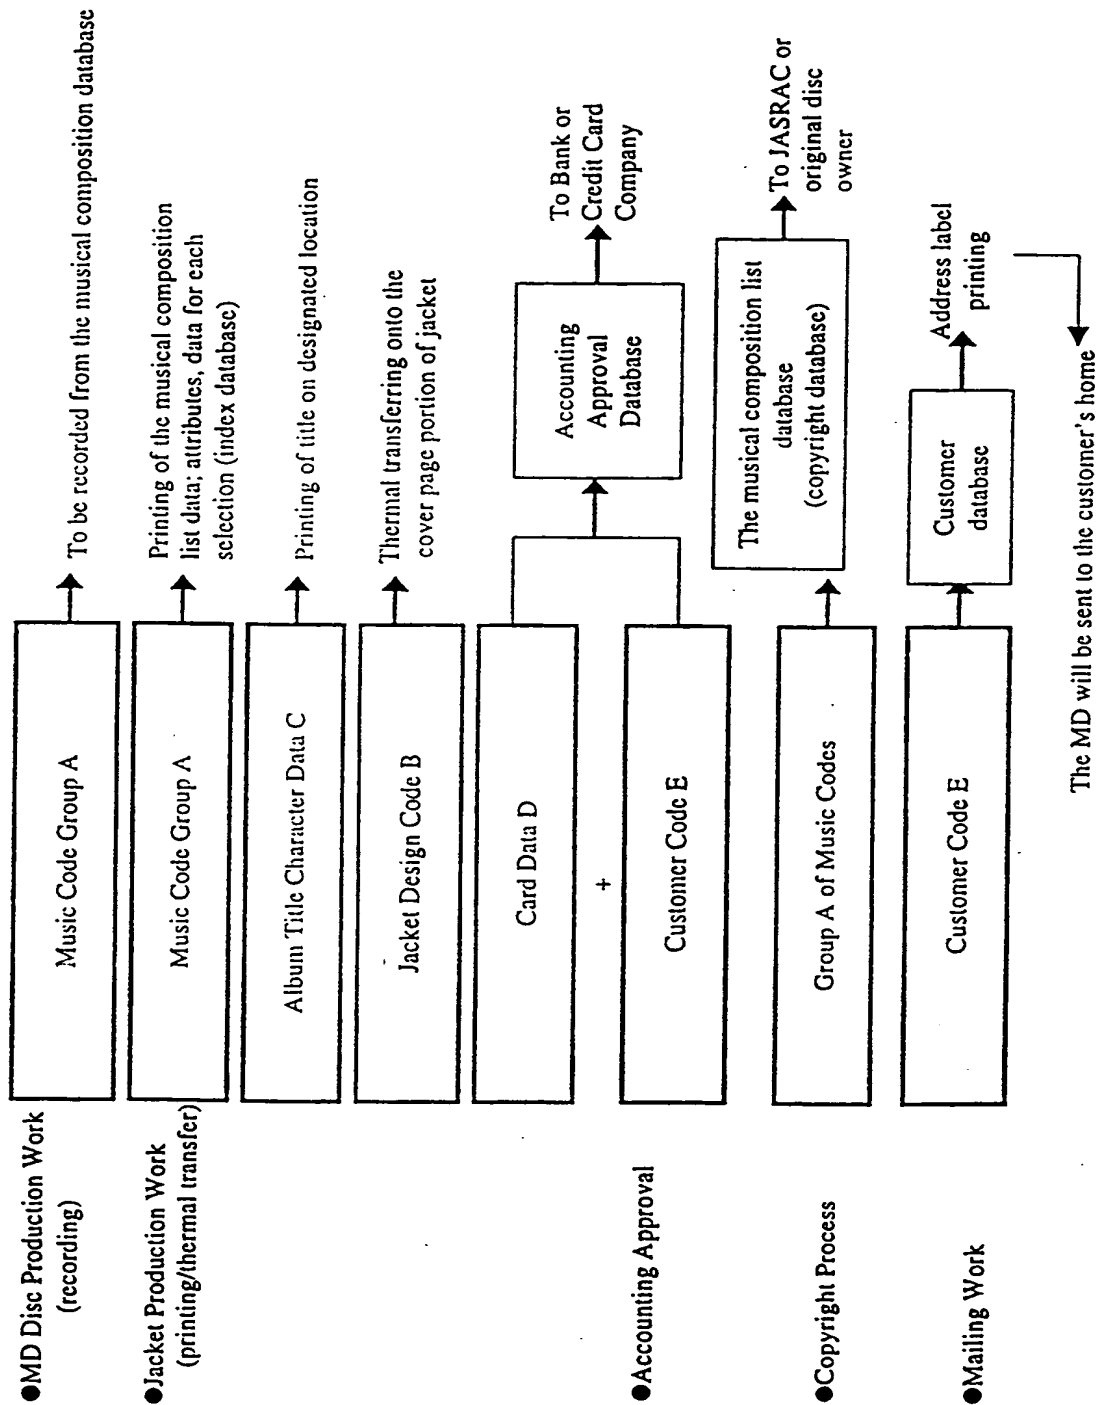 ●MD Disc Production Work
(recording)
Music Code Group A
To be recorded from the musical composition database
●Jacket Production Work
(printing/thermal transfer)
Music Code Group A
Printing of the musical composition
list data; attributes, data for each
selection (index database)
Album Title Character Data C
Printing of title on designated location
Jacket Design Code B
Thermal transferring onto the
cover page portion of jacket
●Accounting Approval
Card Data D
+
Customer Code E
Accounting
Approval
Database
To Bank or
Credit Card
Company
●Copyright Process
Group A of Music Codes
The musical composition list
database
(copyright database)
To JASRAC or
original disc
owner
●Mailing Work
Customer Code E
Customer
database
Address label
printing
The MD will be sent to the customer's home